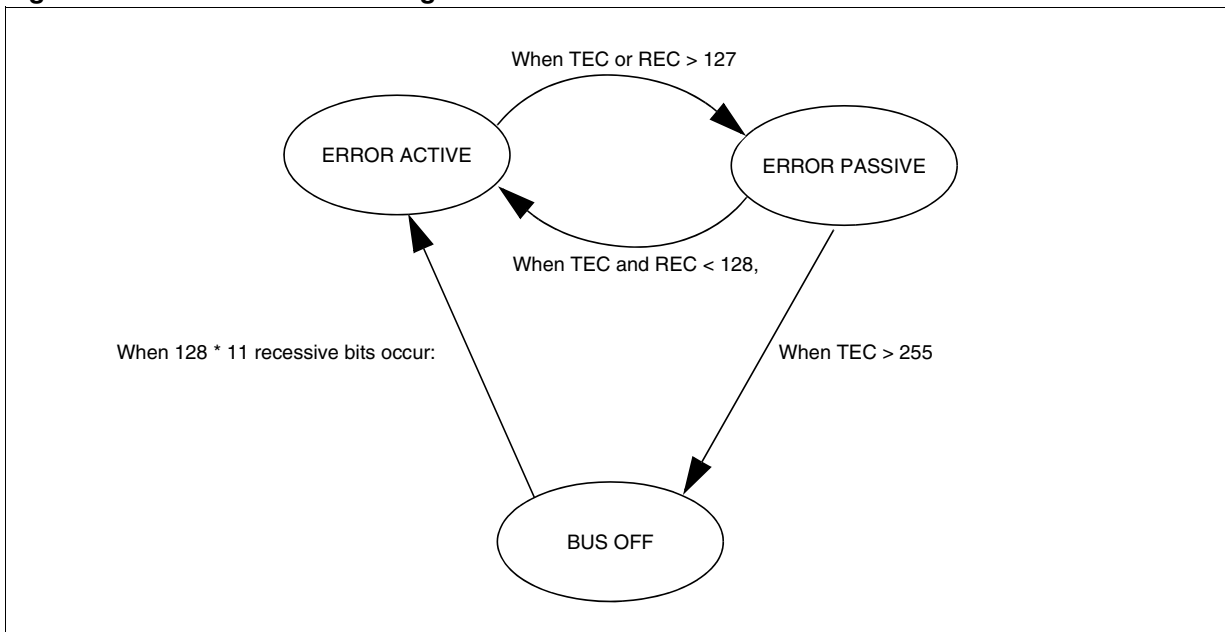 When TEC or REC > 127
ERROR ACTIVE
ERROR PASSIVE
When TEC and REC < 128,
When 128 * 11 recessive bits occur:
When TEC > 255
BUS OFF